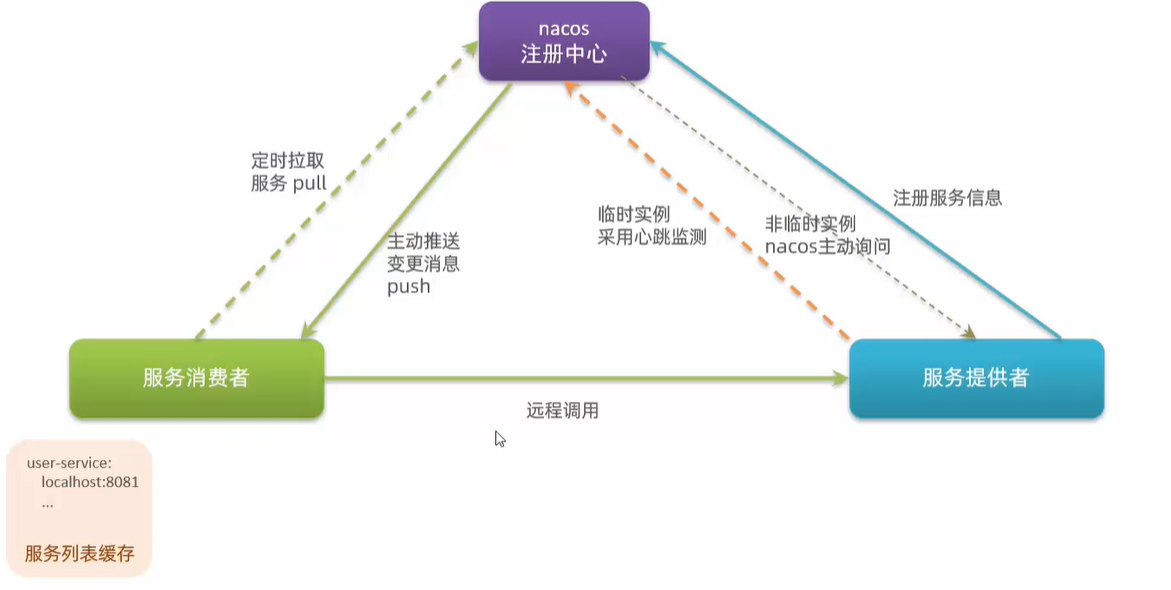 nacos
注册中心
定时拉取
服务 pull
主动推送
变更消息
push
临时实例
采用心跳监测
非临时实例
nacos主动询问
注册服务信息
服务消费者
服务提供者
远程调用
user-service:
localhost:8081
...
服务列表缓存